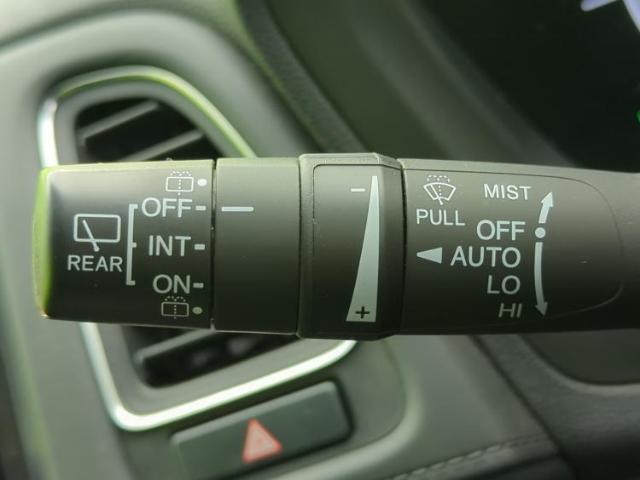 OFF
INT
ON
REAR
-
+
PULL
MIST
OFF
AUTO
LO
HI